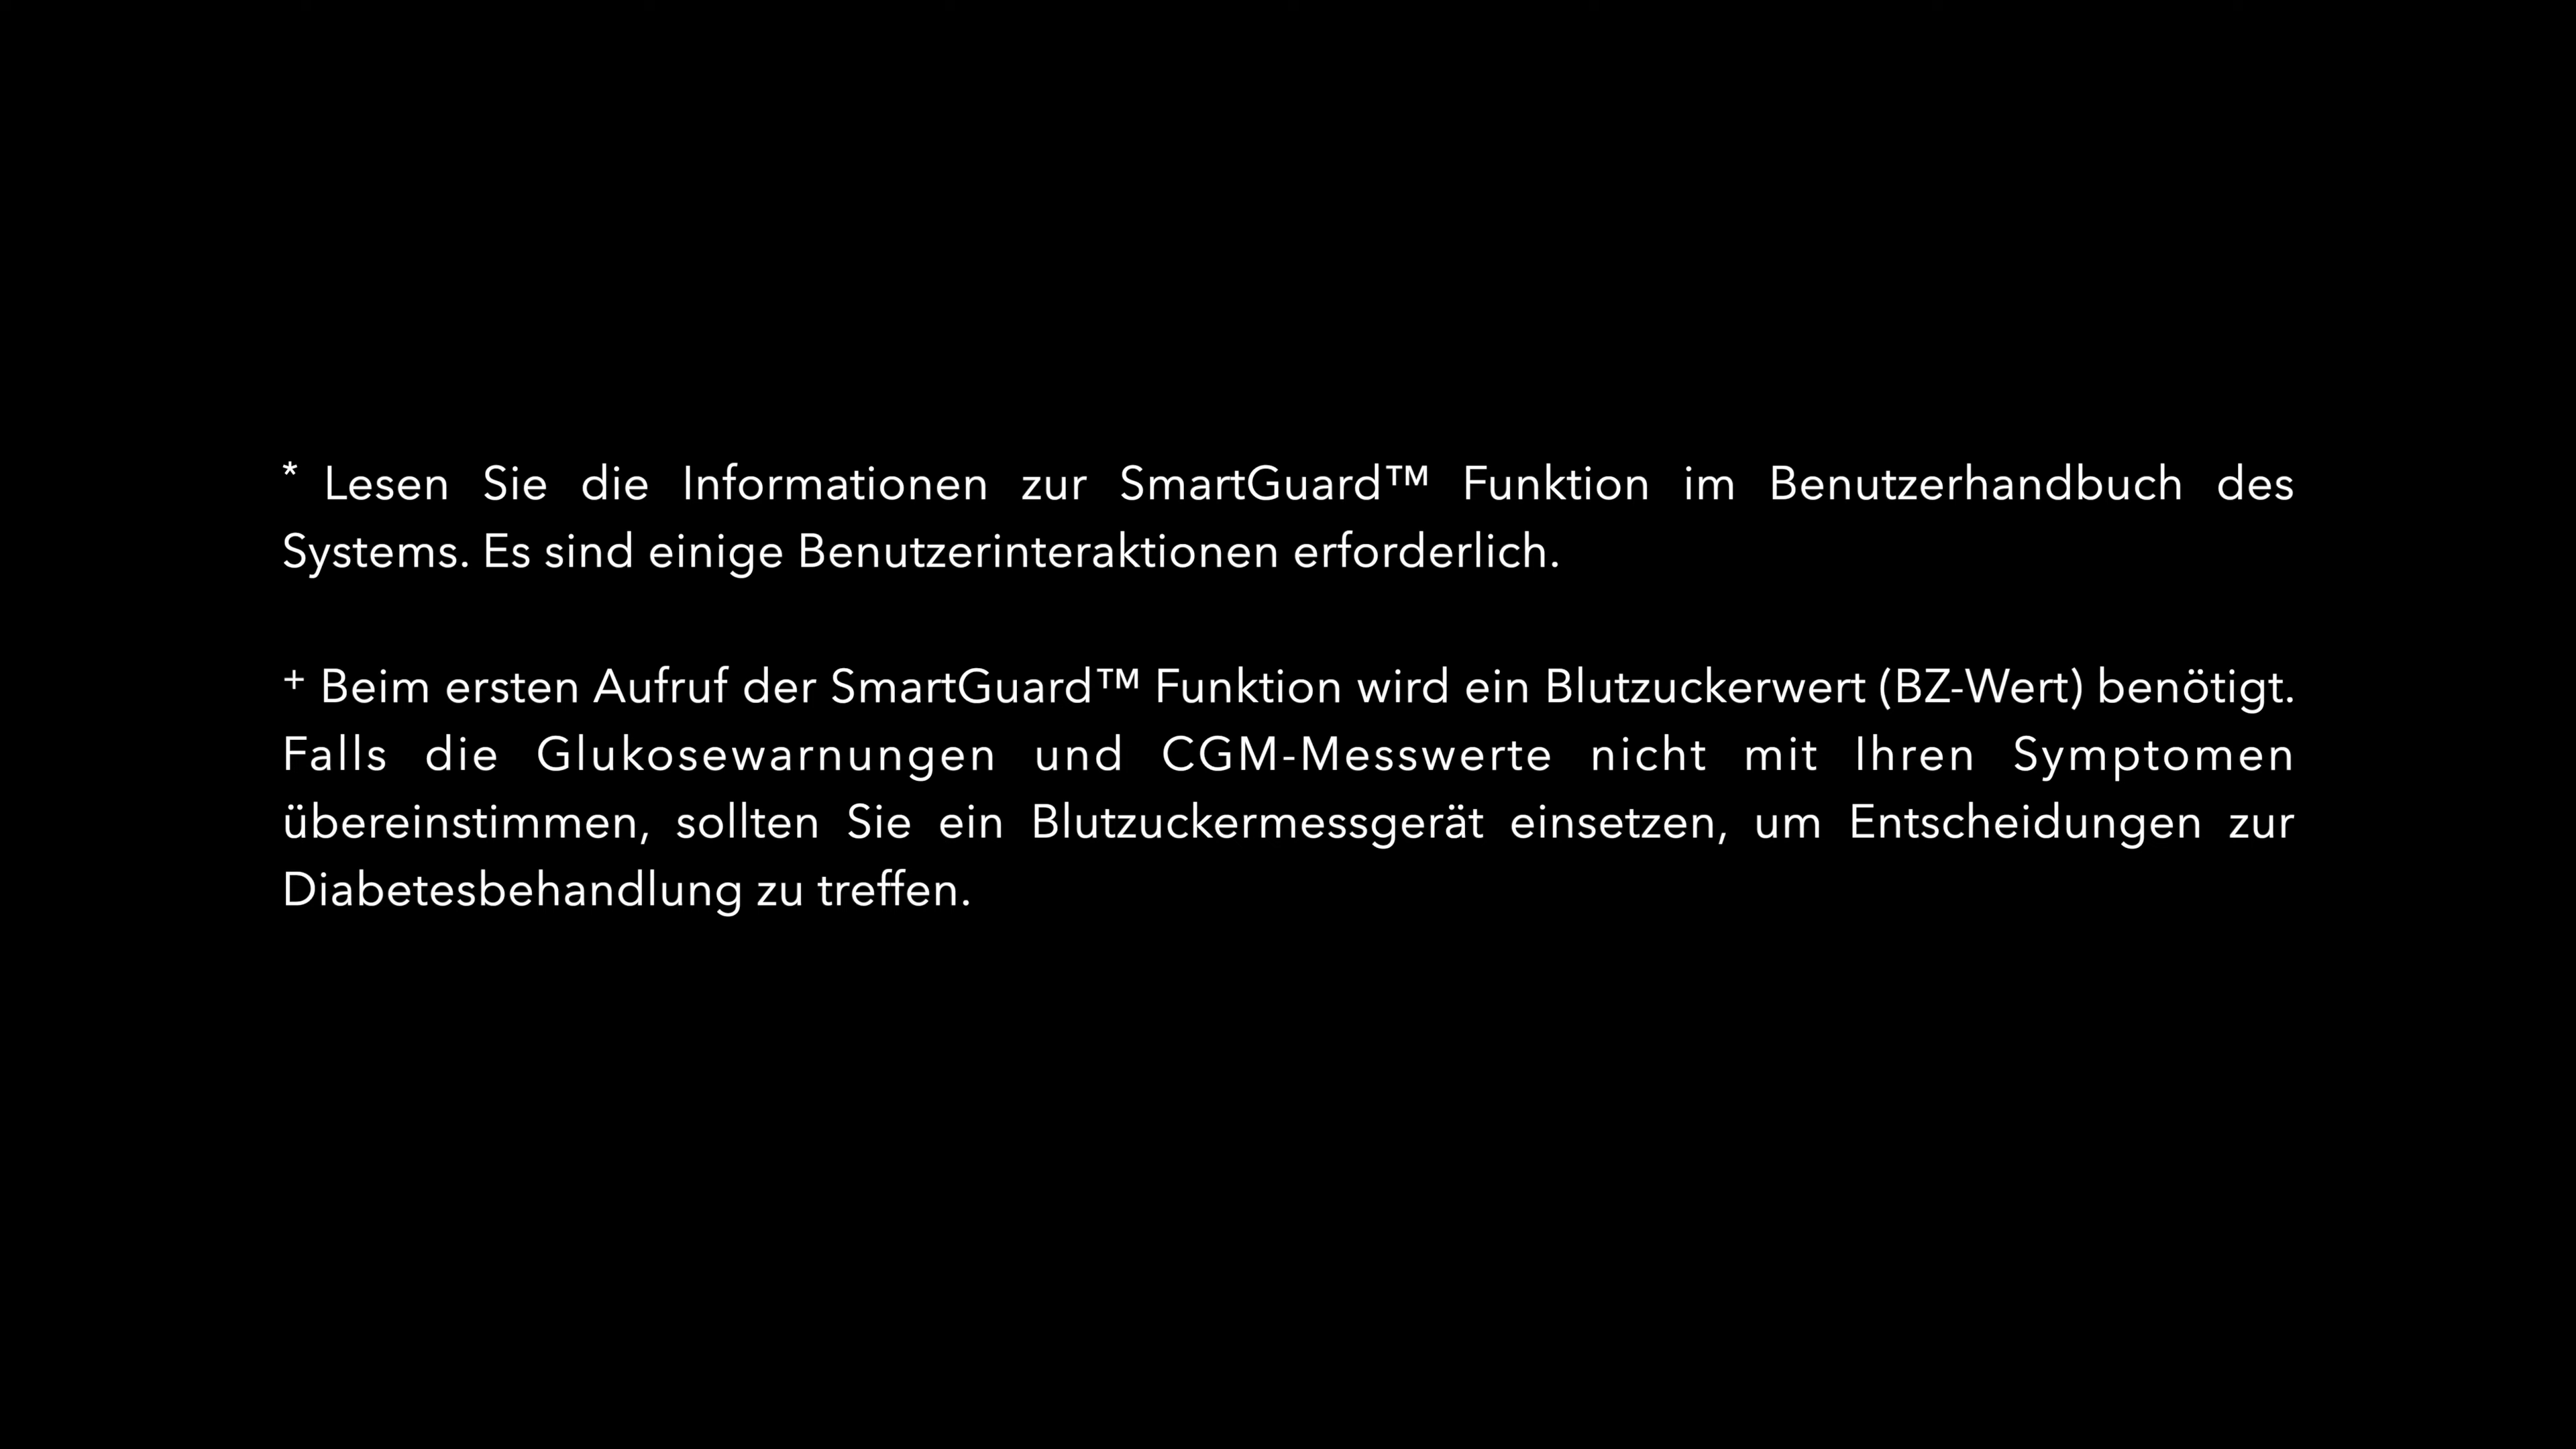 * Lesen Sie die Informationen zur SmartGuard™ Funktion im Benutzerhandbuch des
Systems. Es sind einige Benutzerinteraktionen erforderlich.
+ Beim ersten Aufruf der SmartGuard™ Funktion wird ein Blutzuckerwert (BZ-Wert) benötigt.
Falls die Glukosewarnungen und CGM-Messwerte nicht mit Ihren Symptomen
übereinstimmen, sollten Sie ein Blutzuckermessgerät einsetzen, um Entscheidungen zur
Diabetesbehandlung zu treffen.